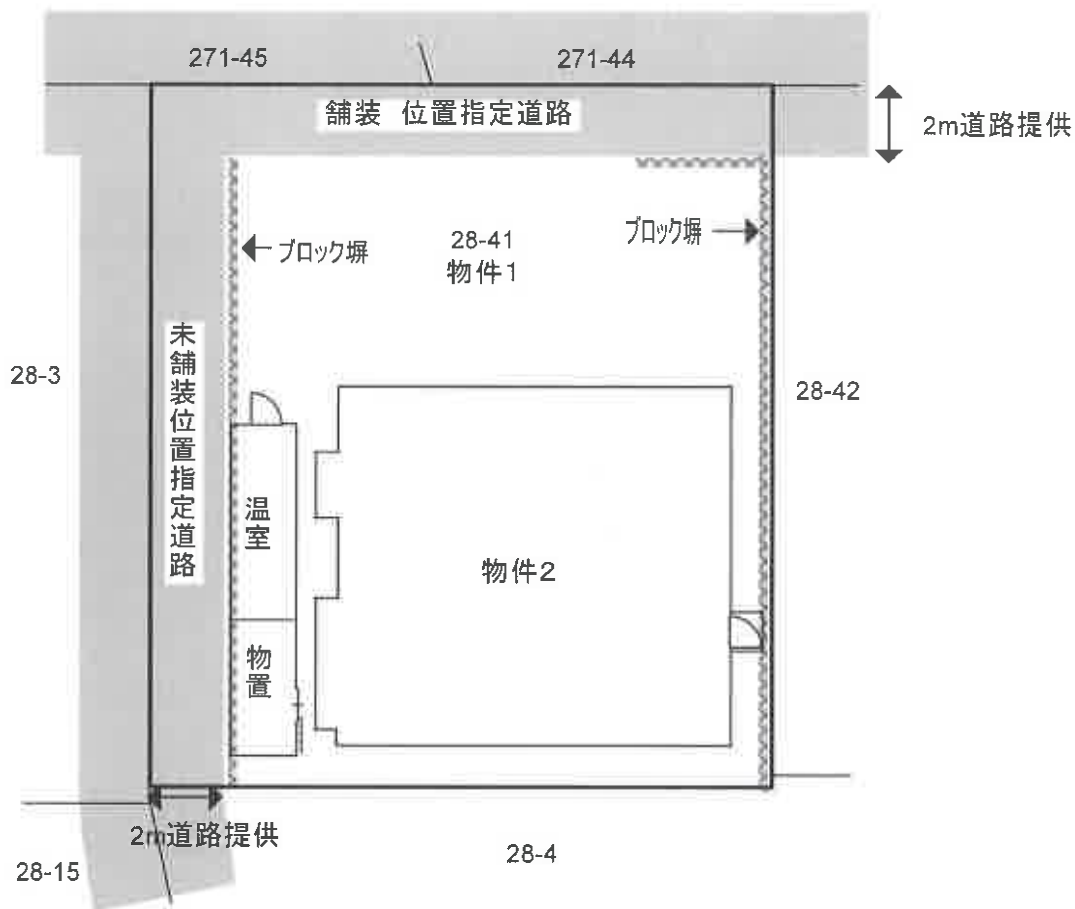 271-45
271-44
舗装 位置指定道路
2m道路提供
ブロック塀
28-41
物件1
ブロック塀
28-3
未舗装位置指定道路
28-42
温室
物件2
物置
2m道路提供
28-4
28-15